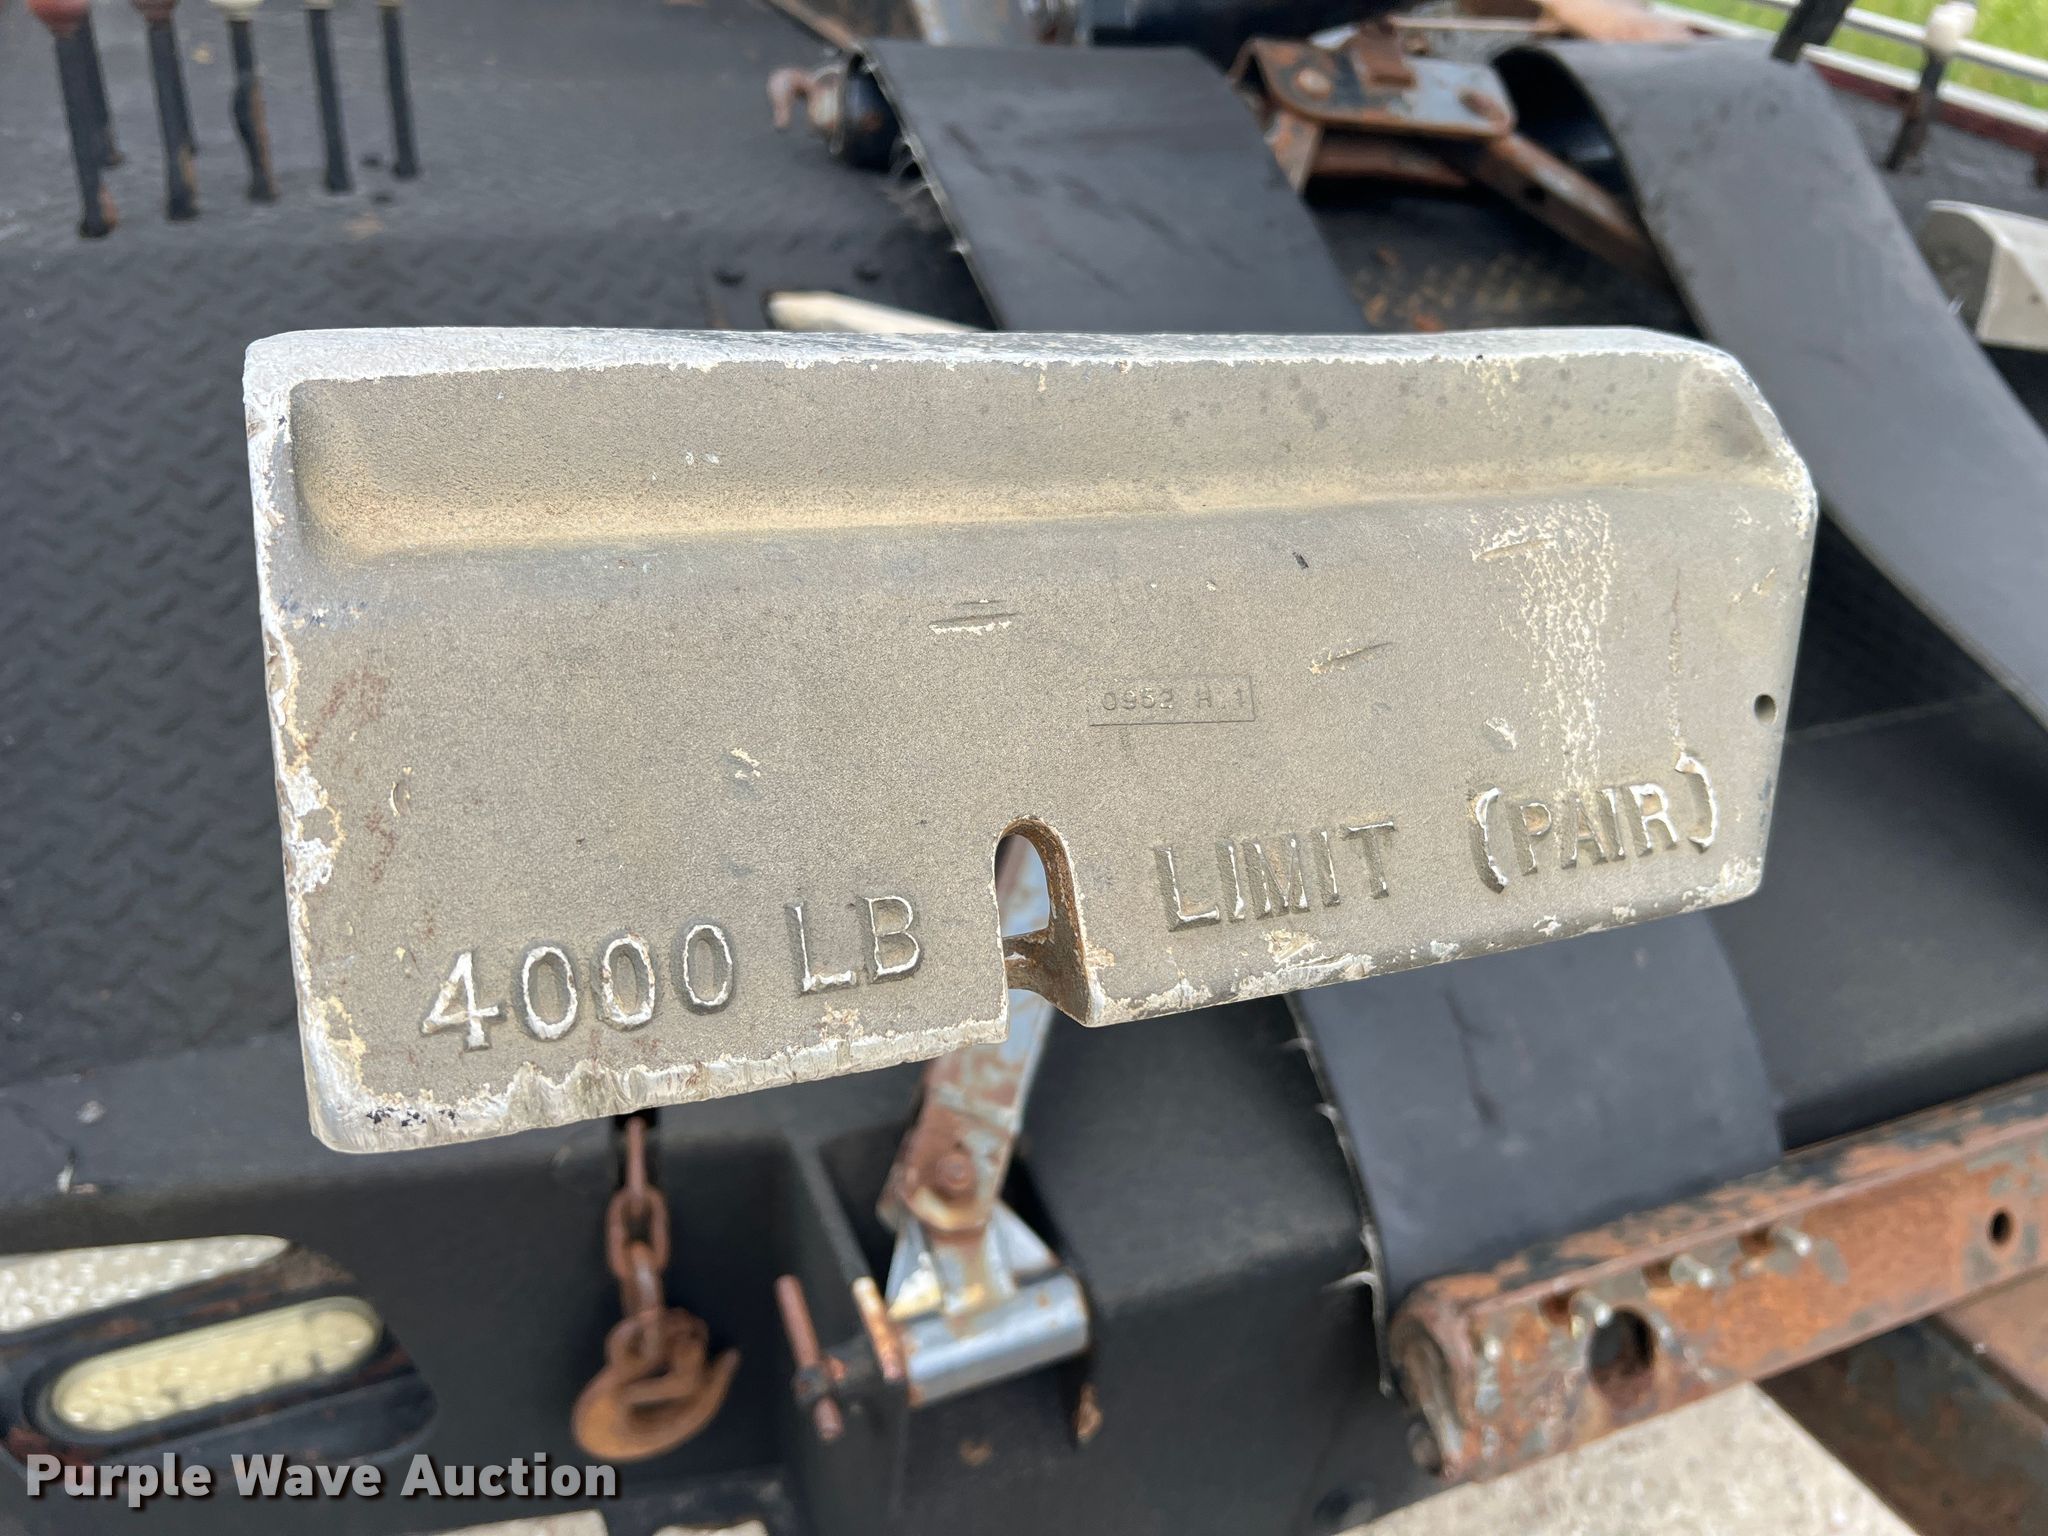 0952 H.1
4000 LB LIMIT (PAIR)
Purple Wave Auction